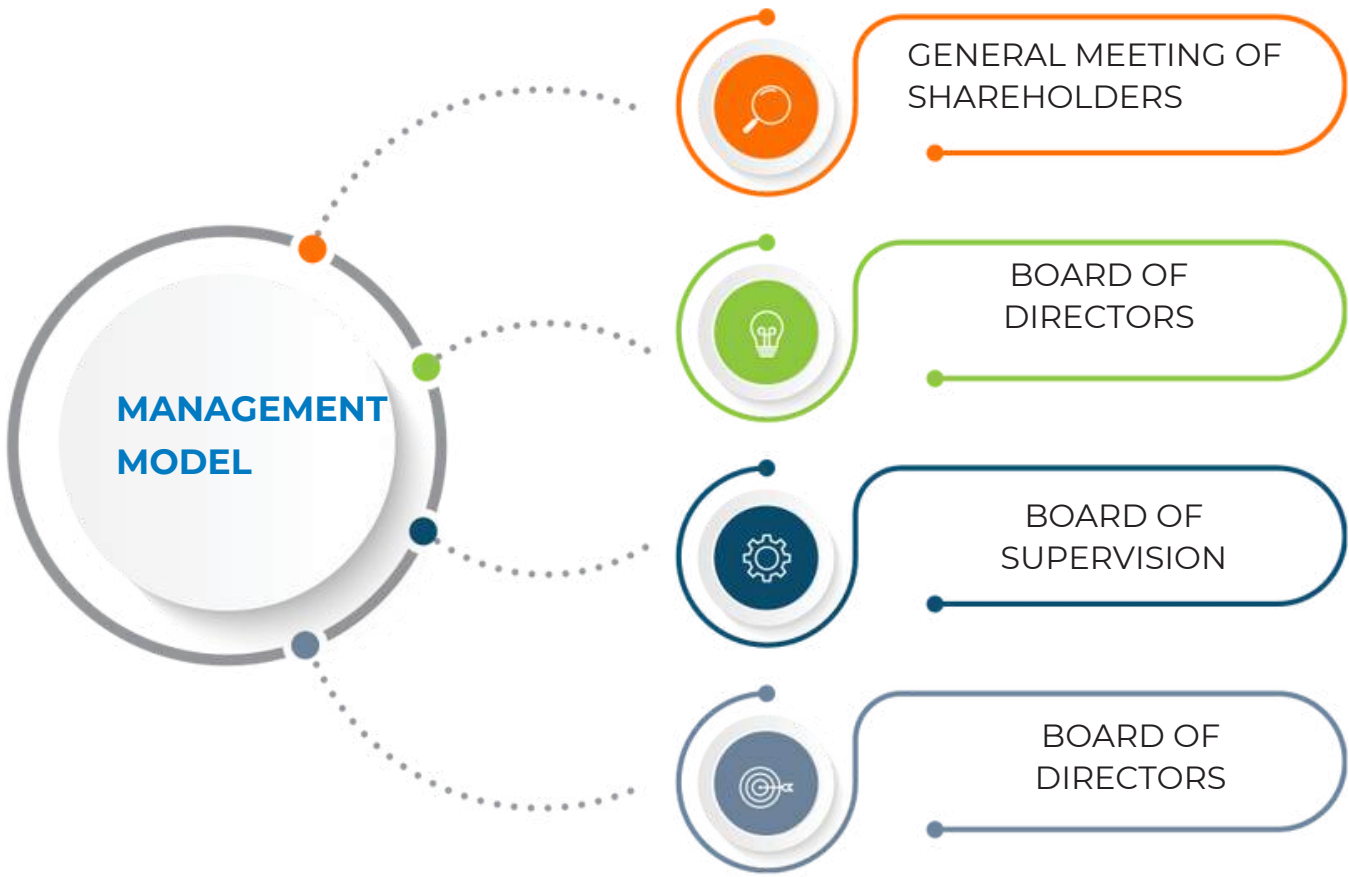 MANAGEMENT
MODEL
GENERAL MEETING OF
SHAREHOLDERS
BOARD OF
DIRECTORS
BOARD OF
SUPERVISION
BOARD OF
DIRECTORS